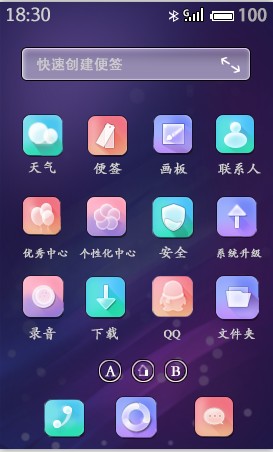 18:30 G 100
快速创建便签
天气 便签 画板 联系人
优秀中心 个性化中心 安全 系统升级
录音 下载 QQ 文件夹
A B